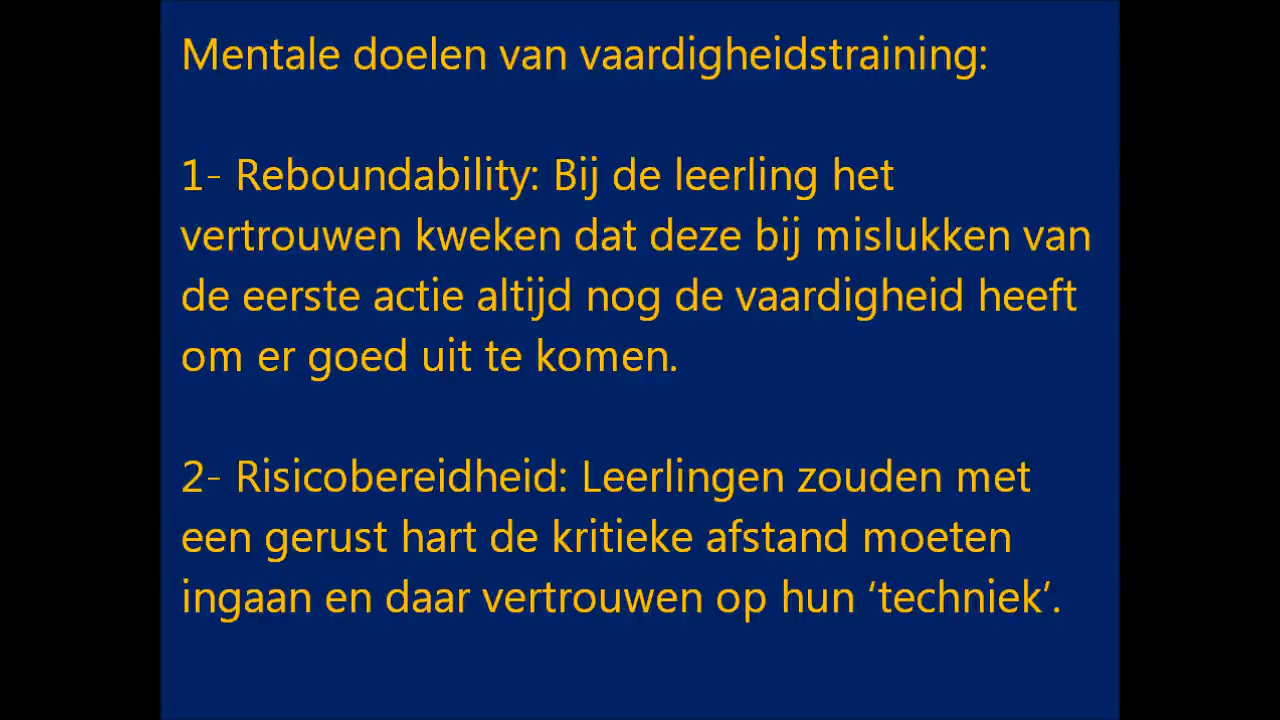 Mentale doelen van vaardigheidstraining:
1- Reboundability: Bij de leerling het
vertrouwen kweken dat deze bij mislukken van
de eerste actie altijd nog de vaardigheid heeft
om er goed uit te komen.
2- Risicobereidheid: Leerlingen zouden met
een gerust hart de kritieke afstand moeten
ingaan en daar vertrouwen op hun ‘techniek’.